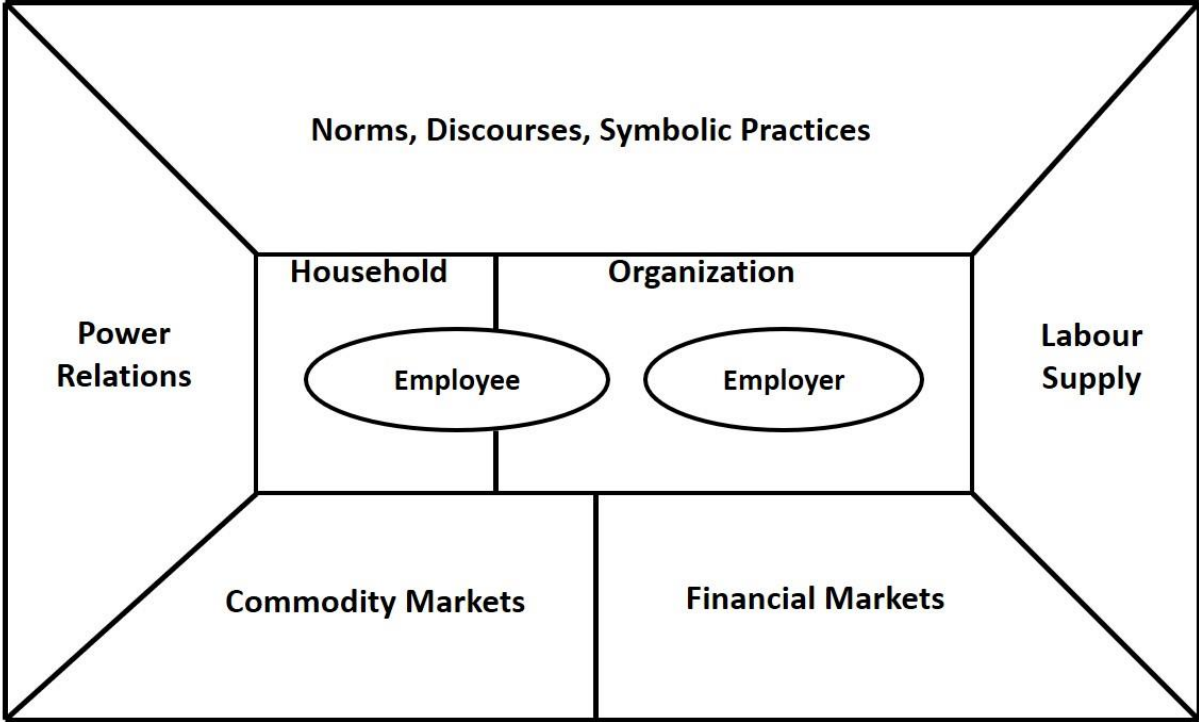 Norms, Discourses, Symbolic Practices
Household
Organization
Power
Relations
Employee
Employer
Labour
Supply
Commodity Markets
Financial Markets